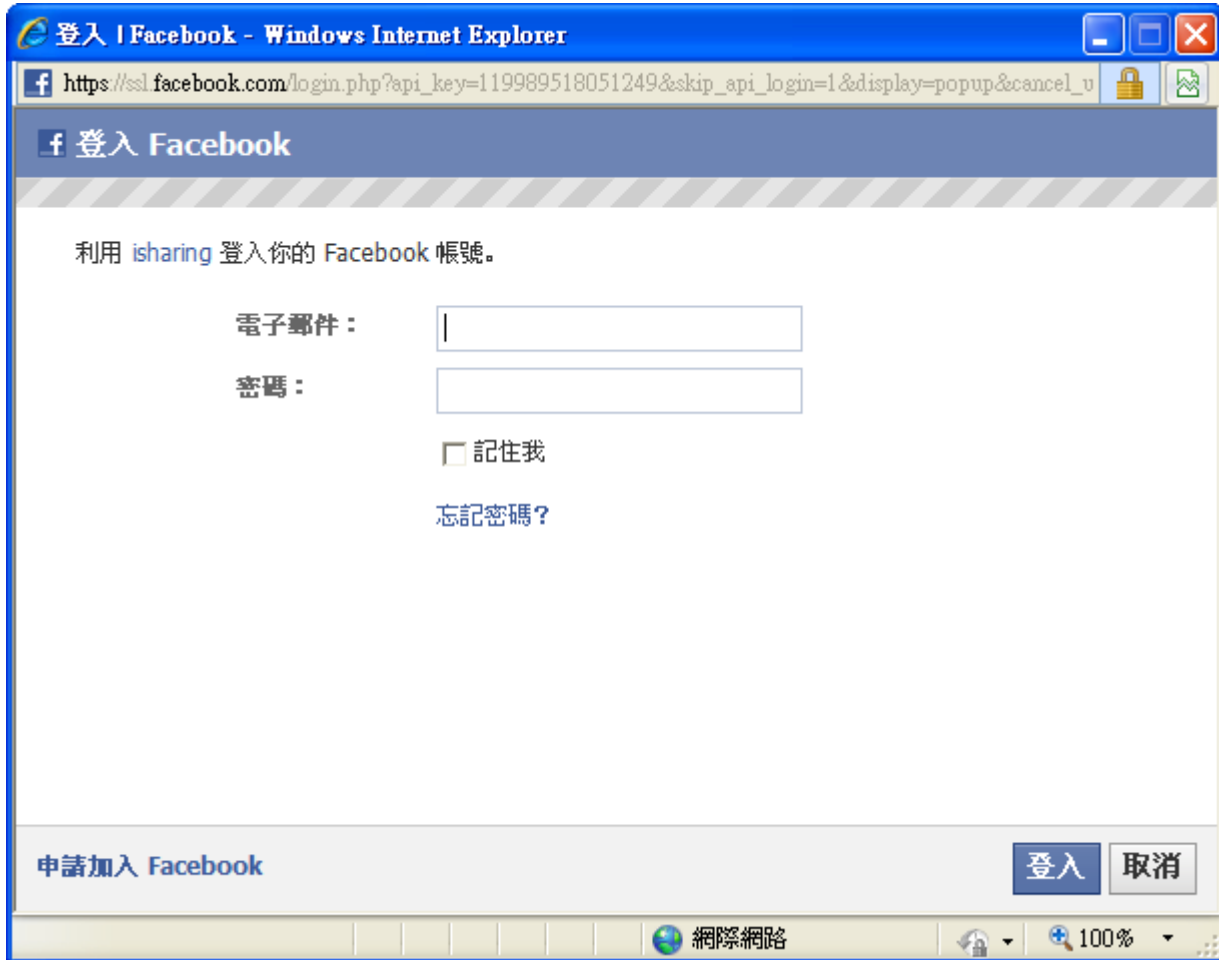 登入 | Facebook - Windows Internet Explorer
https://ssl.facebook.com/login.php?api_key=119989518051249&skip_api_login=1&display=popup&cancel_u
登入 Facebook
利用 isharing 登入你的 Facebook 帳號。
電子郵件：
密碼：
記住我
忘記密碼？
申請加入 Facebook
登入 取消
網際網路 100%